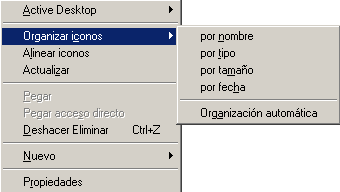 Active Desktop
Organizar iconos
Alinear iconos
Actualizar
Pegar
Pegar acceso directo
Deshacer Eliminar Ctrl+Z
Nuevo
Propiedades
por nombre
por tipo
por tamaño
por fecha
Organización automática